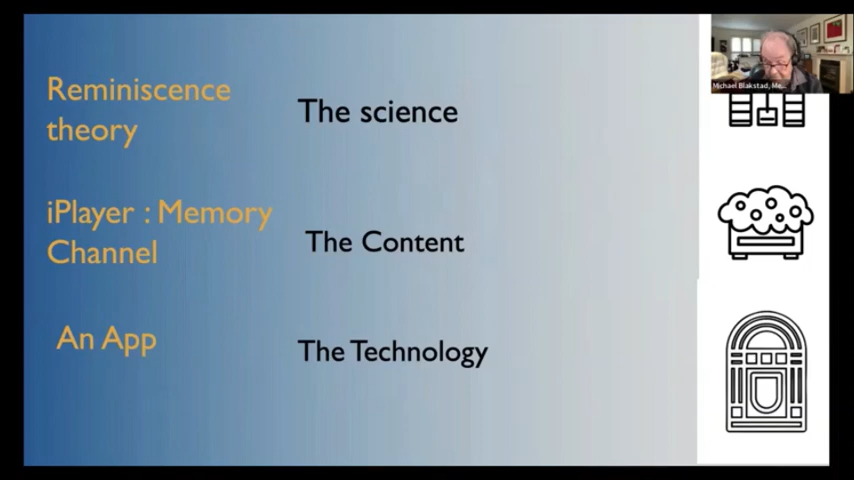 Reminiscence
theory
The science
iPlayer : Memory
Channel
The Content
An App
The Technology
Michael Blakstad, Me...